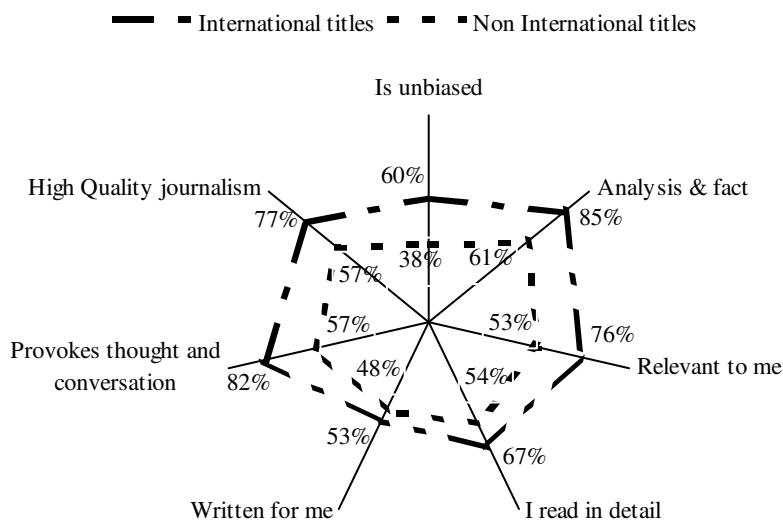 International titles Non International titles
Is unbiased
60%
High Quality journalism
Analysis & fact
77%
85%
38%
61%
57%
57%
53%
76%
Provokes thought and
conversation
Relevant to me
82%
48%
54%
53%
67%
Written for me
I read in detail